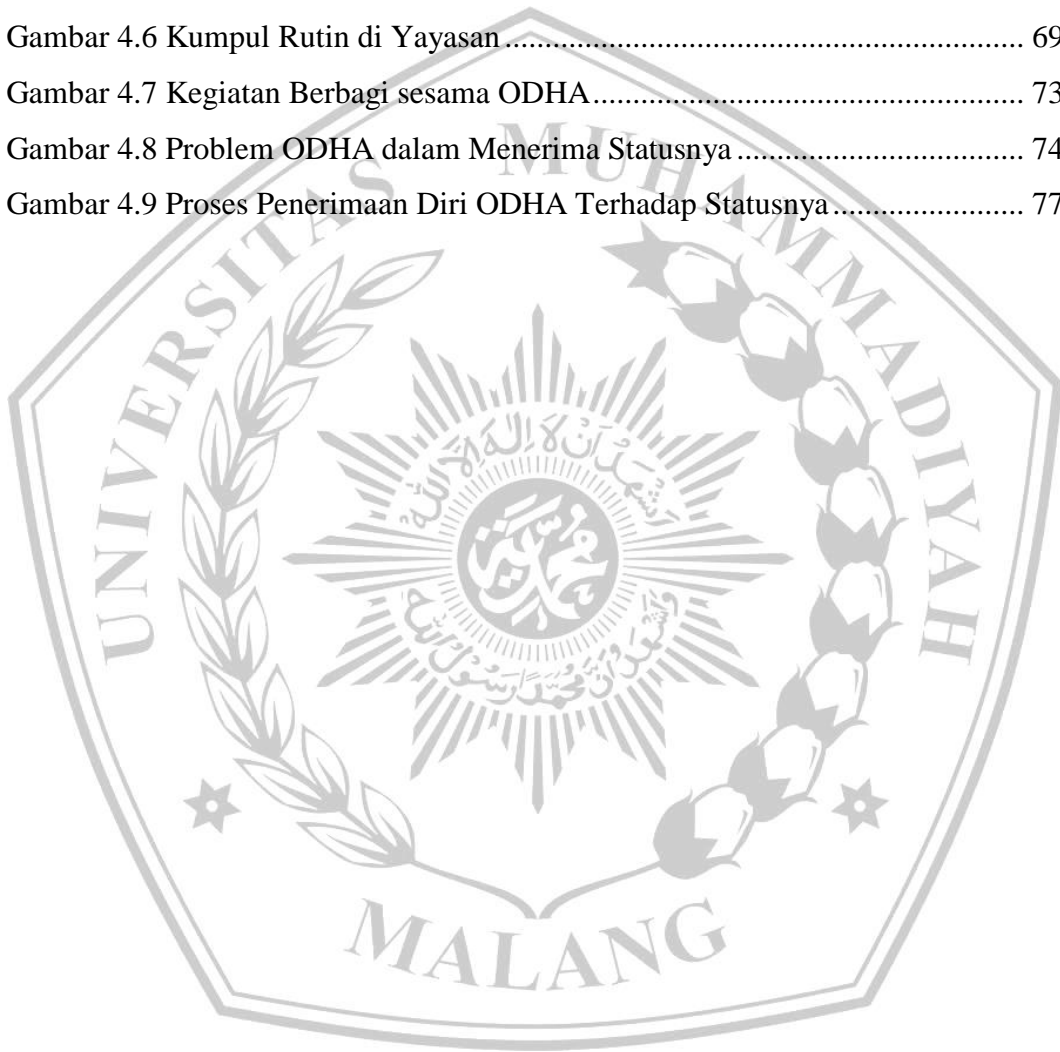 Gambar 4.6 Kumpul Rutin di Yayasan ................................................................ 69
Gambar 4.7 Kegiatan Berbagi sesama ODHA..................................................... 73
Gambar 4.8 Problem ODHA dalam Menerima Statusnya ................................... 74
Gambar 4.9 Proses Penerimaan Diri ODHA Terhadap Statusnya ........................ 77
UNIVERSITAS MUHAMMADIYAH
MALANG